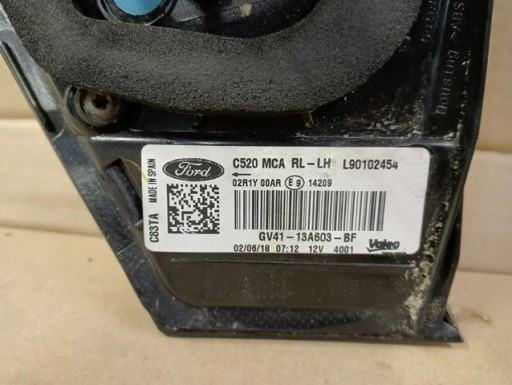 MADE IN SPAIN
C63TA
Ford
C520 MCA RL-LH L90102454
02R1Y 00AR E9 14209
GV41-13A603-BF
02/06/18 07:12 12V 4001
Valeo